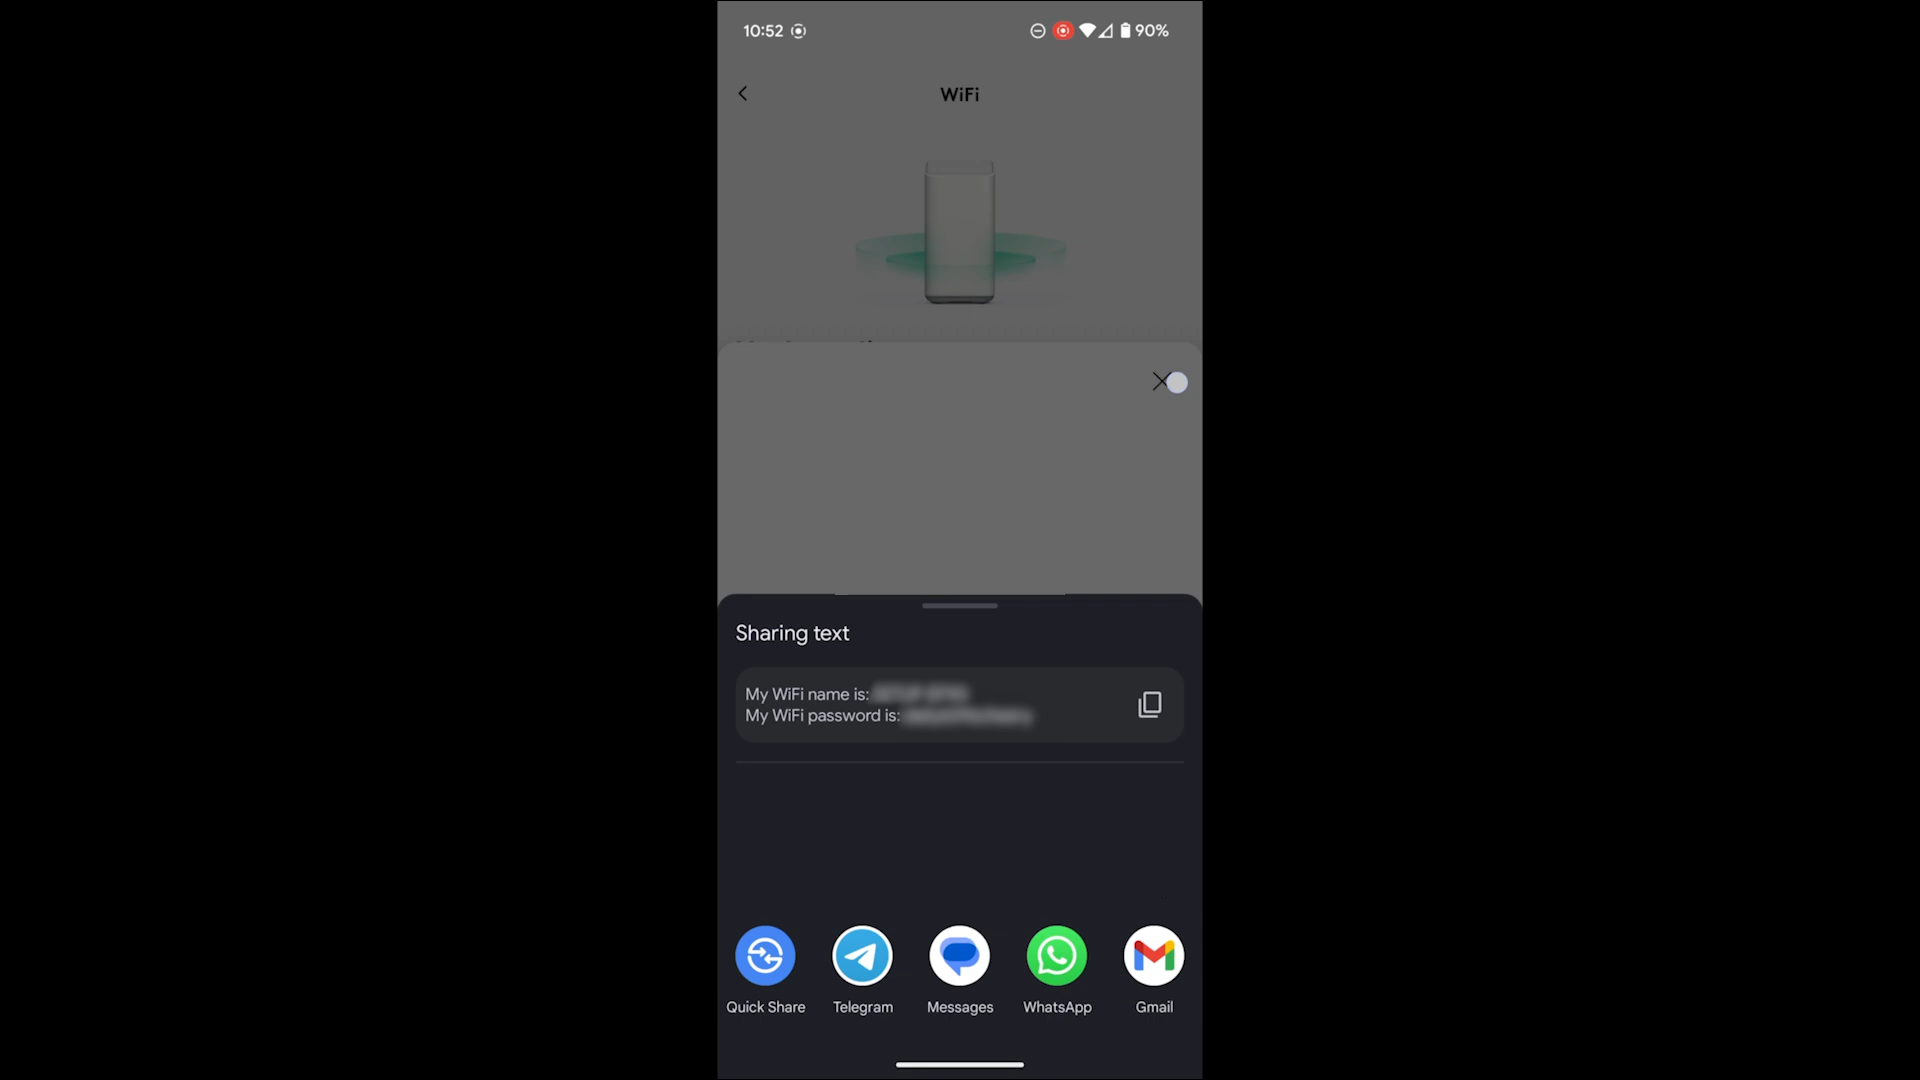 10:52
90%
WiFi
Sharing text
My WiFi name is:
My WiFi password is:
Quick Share
Telegram
Messages
WhatsApp
Gmail